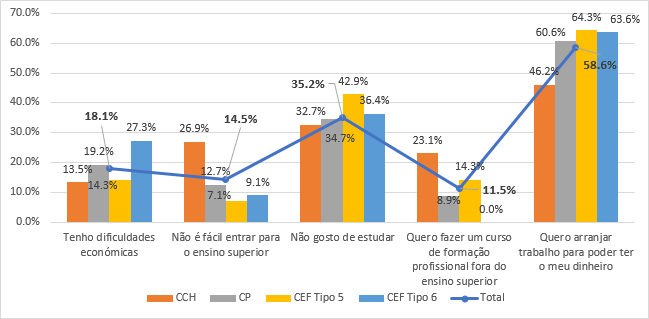 70.0%
60.0%
50.0%
40.0%
30.0%
20.0%
10.0%
0.0%
13.5%
19.2%
14.3%
27.3%
18.1%
26.9%
12.7%
7.1%
9.1%
14.5%
32.7%
34.7%
42.9%
36.4%
35.2%
23.1%
8.9%
14.3%
0.0%
11.5%
46.2%
60.6%
64.3%
63.6%
58.6%
Tenho dificuldades
económicas
Não é fácil entrar para
o ensino superior
Não gosto de estudar
Quero fazer um curso
de formação
profissional fora do
ensino superior
Quero arranjar
trabalho para poder ter
o meu dinheiro
CCH CP CEF Tipo 5 CEF Tipo 6 Total